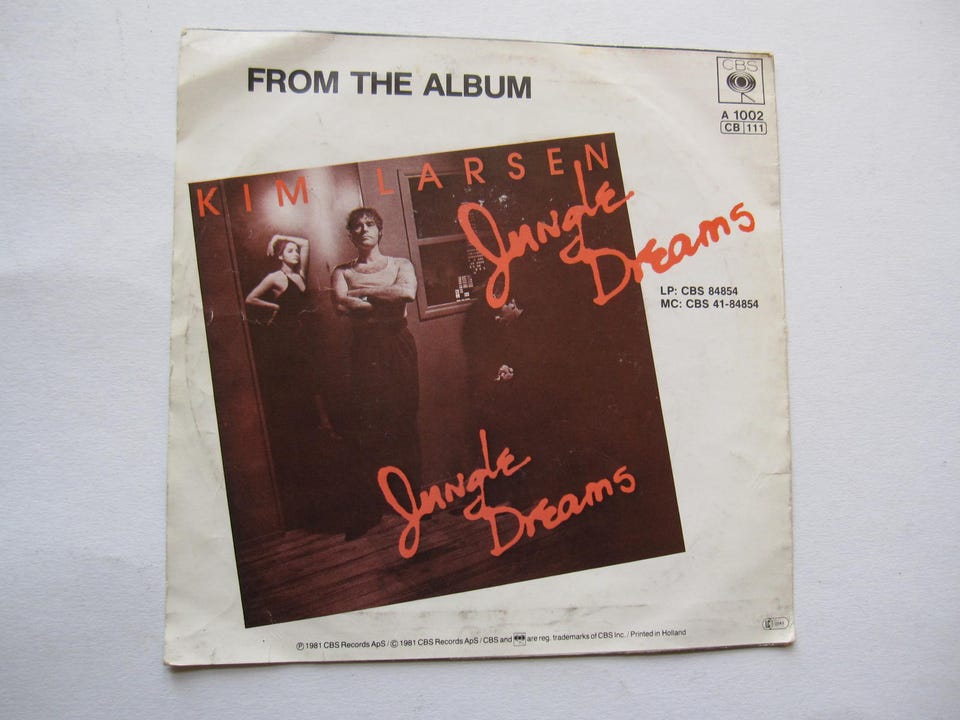 FROM THE ALBUM
CBS
A 1002
CB 111
KIM LARSEN
Jungle
Dreams
LP: CBS 84854
MC: CBS 41-84854
Jungle
Dreams
℗ 1981 CBS Records ApS / © 1981 CBS Records ApS / CBS and are reg. trademarks of CBS Inc. / Printed in Holland